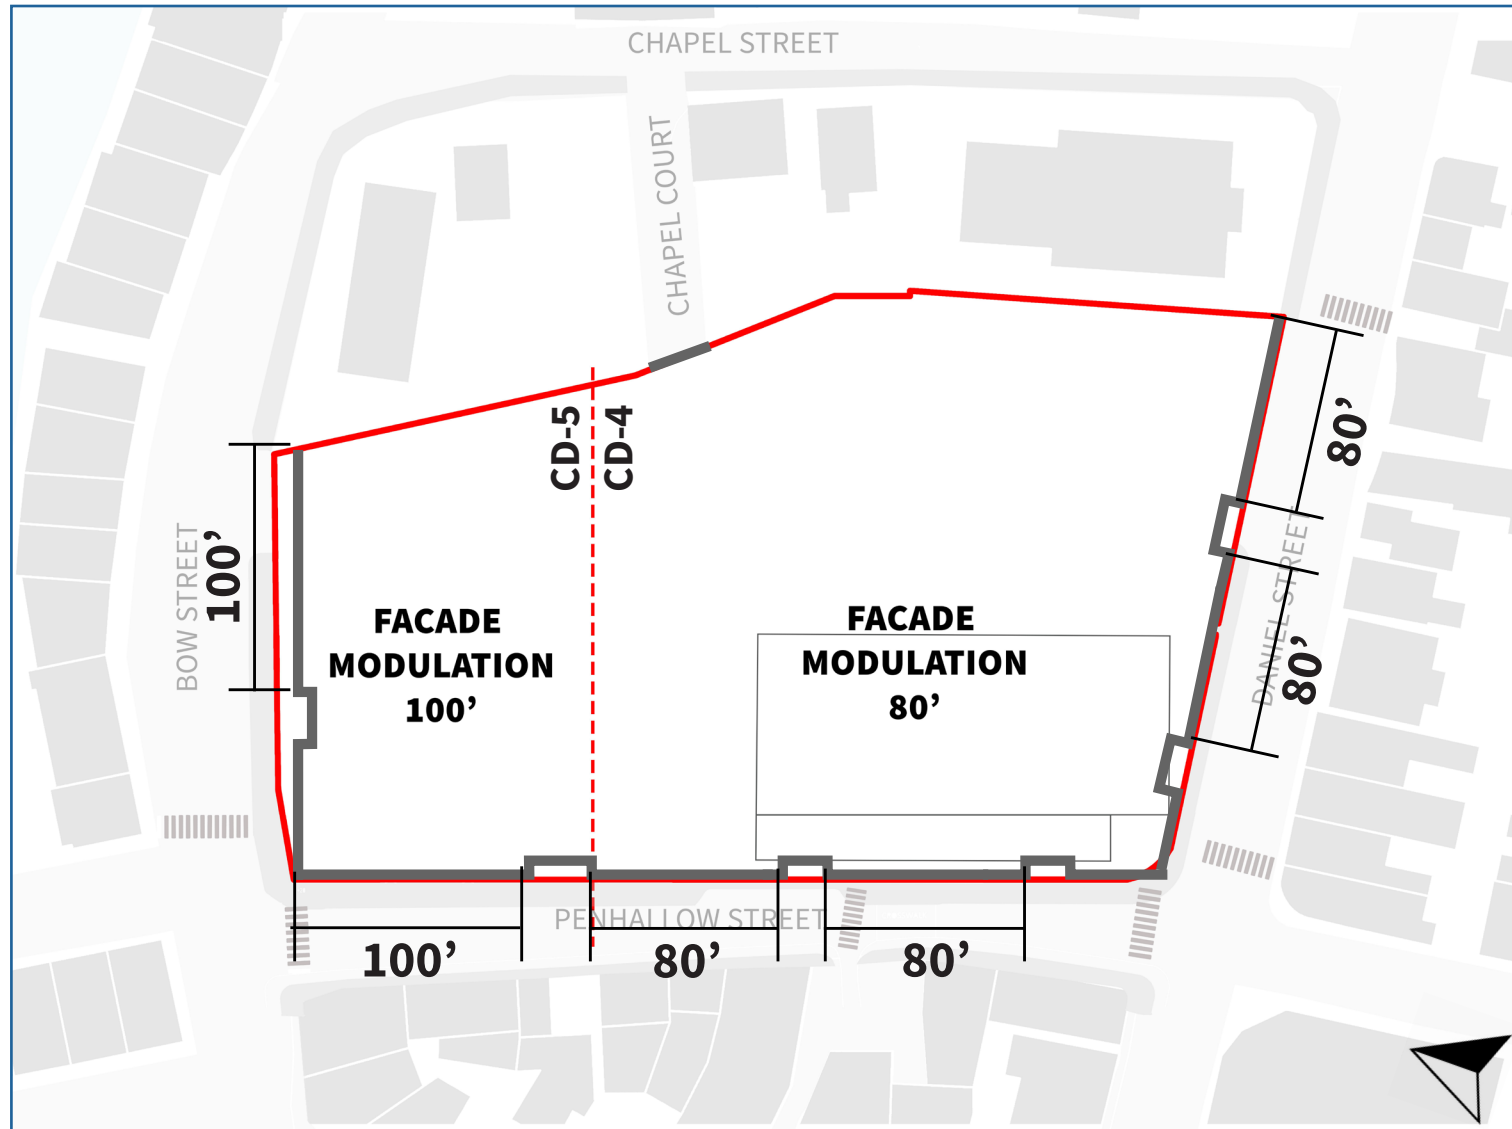 CHAPEL STREET
CHAPEL COURT
CD-5
CD-4
80’
BOW STREET
100’
DANIEL STREET
80’
FACADE
MODULATION
100’
FACADE
MODULATION
80’
PENHALLOW STREET
100’
80’
80’